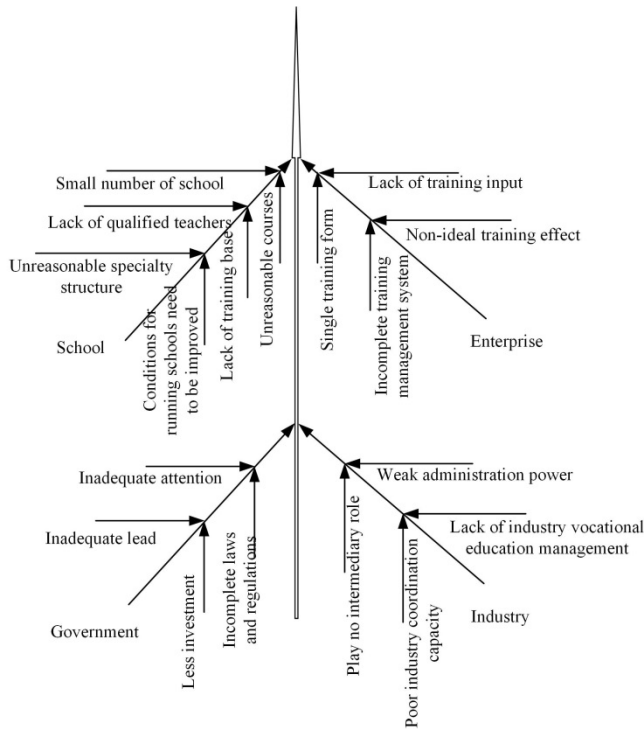 Small number of school
Lack of qualified teachers
Unreasonable specialty
structure
School
Conditions for
running schools need
to be improved
Lack of training bases
Unreasonable courses
Single training form
Incomplete training
management system
Lack of training input
Non-ideal training effect
Enterprise
Inadequate attention
Inadequate lead
Government
Less investment
Incomplete laws
and regulations
Play no intermediary role
Poor industry coordination
capacity
Weak administration power
Lack of industry vocational
education management
Industry